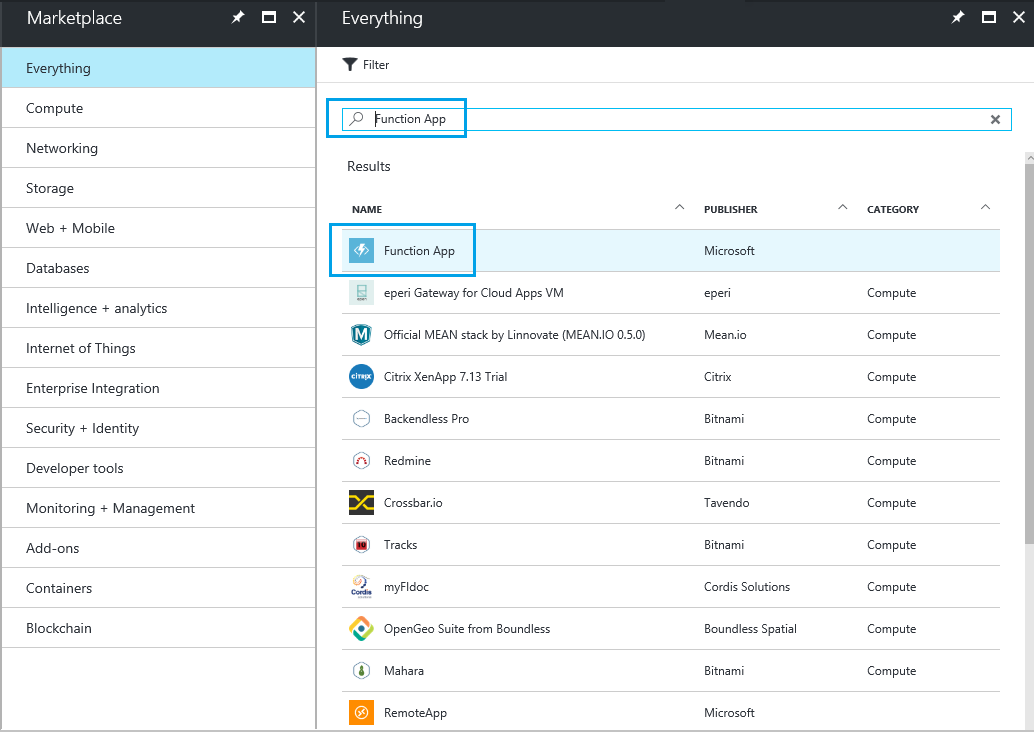 Marketplace
Everything
Compute
Networking
Storage
Web + Mobile
Databases
Intelligence + analytics
Internet of Things
Enterprise Integration
Security + Identity
Developer tools
Monitoring + Management
Add-ons
Containers
Blockchain
Everything
Filter
Function App
Results
NAME PUBLISHER CATEGORY
Function App Microsoft
eperi Gateway for Cloud Apps VM eperi Compute
Official MEAN stack by Linnovate (MEAN.IO 0.5.0) Mean.io Compute
CITRIX Citrix XenApp 7.13 Trial Citrix Compute
Backendless Pro Bitnami Compute
Redmine Bitnami Compute
Crossbar.io Tavendo Compute
Tracks Bitnami Compute
Cordis myFIdoc Cordis Solutions Compute
OpenGeo Suite from Boundless Boundless Spatial Compute
Mahara Bitnami Compute
RemoteApp Microsoft